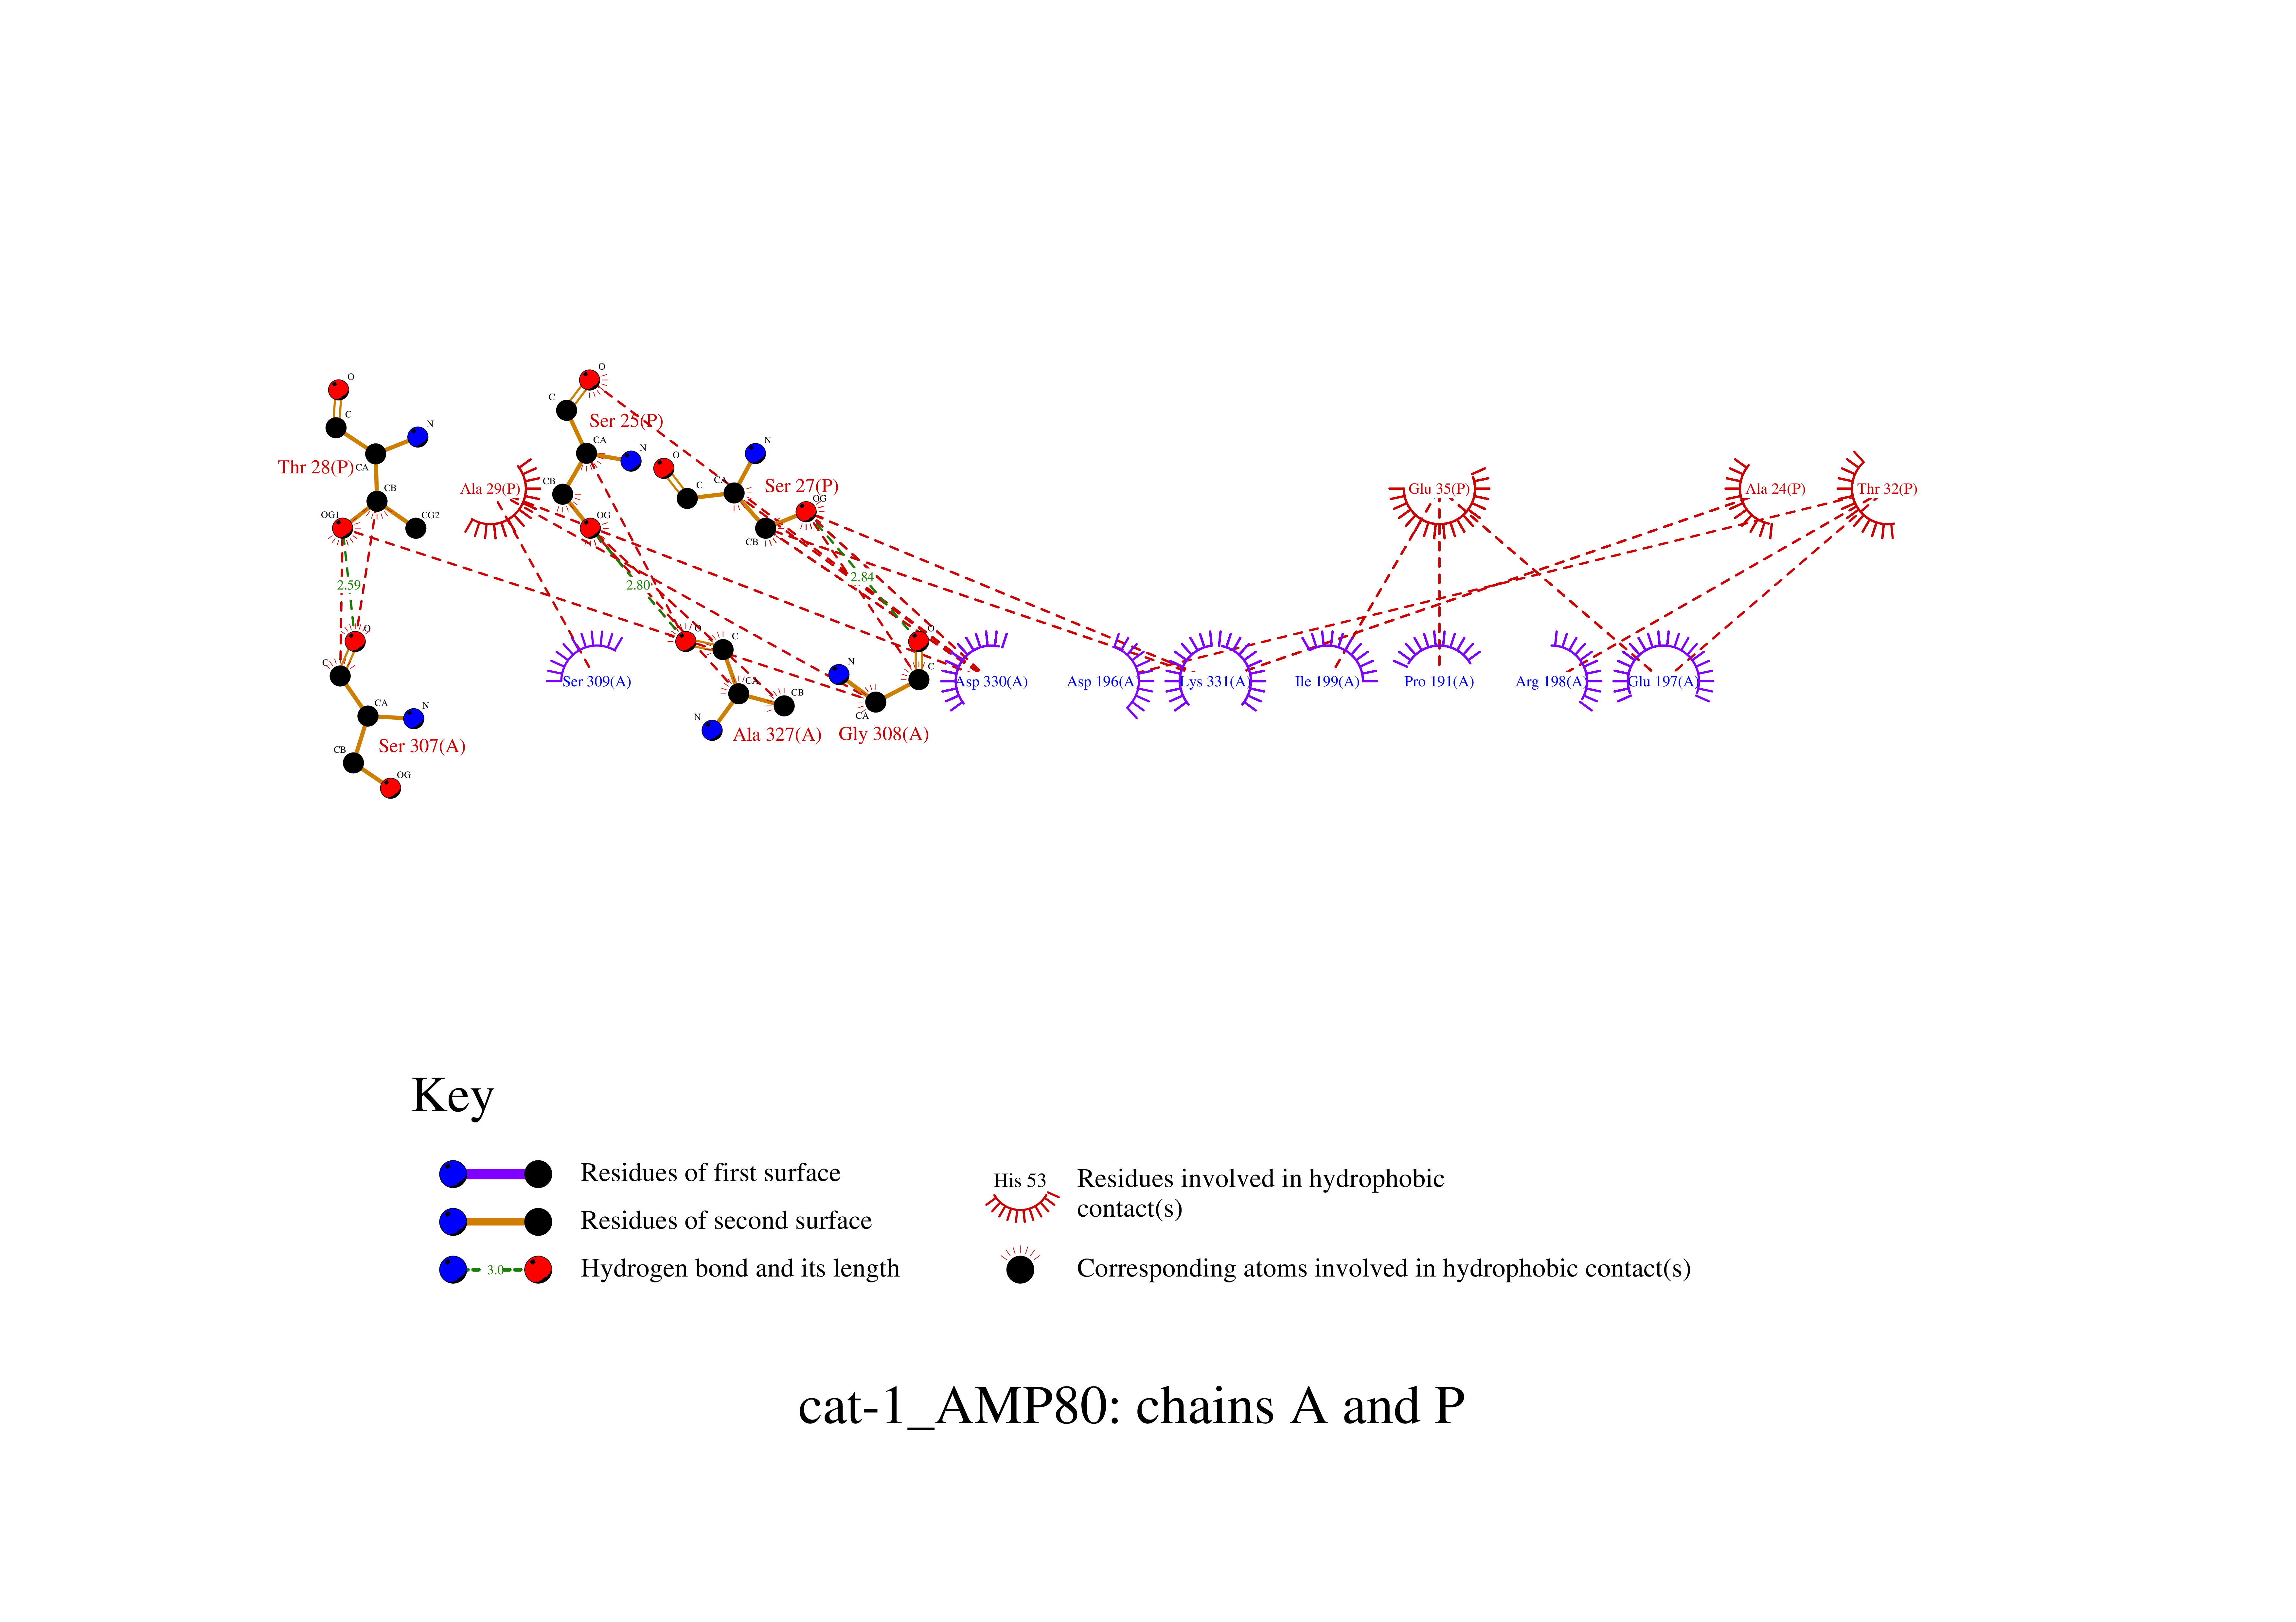 O
C
N
Thr 28(P)
CA
CB
OG1
CG2
Ala 29(P)
O
C
Ser 25(P)
CA
N
CB
OG
O
C
N
CA
Ser 27(P)
OG
CB
Glu 35(P)
Ala 24(P)
Thr 32(P)
2.59
2.80
2.84
O
C
CA
N
Ser 307(A)
CB
OG
Ser 309(A)
O
C
CA
CB
N
Ala 327(A)
N
O
C
CA
Gly 308(A)
Asp 330(A)
Asp 196(A)
Lys 331(A)
Ile 199(A)
Pro 191(A)
Arg 198(A)
Glu 197(A)
Key
Residues of first surface
Residues of second surface
3.0
Hydrogen bond and its length
His 53
Residues involved in hydrophobic
contact(s)
Corresponding atoms involved in hydrophobic contact(s)
cat-1_AMP80: chains A and P